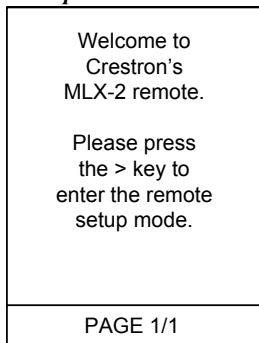 Welcome to
Crestron's
MLX-2 remote.
Please press
the > key to
enter the remote
setup mode.
PAGE 1/1